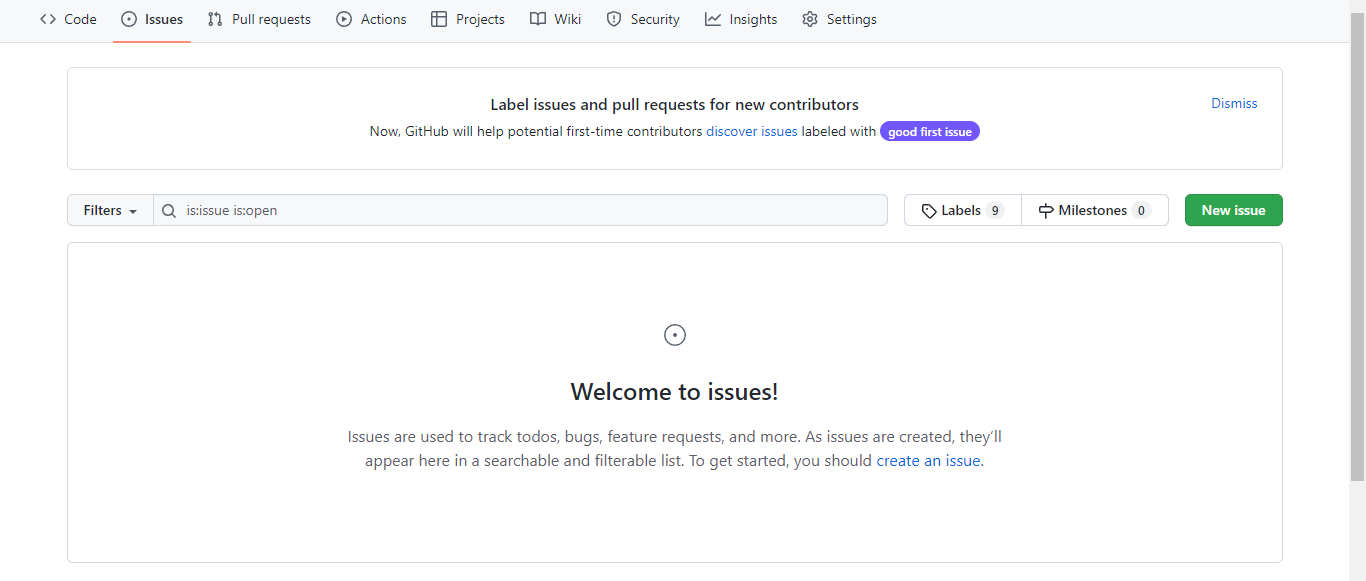 Code Issues Pull requests Actions Projects Wiki Security Insights Settings
Label issues and pull requests for new contributors
Dismiss
Now, GitHub will help potential first-time contributors discover issues labeled with good first issue
Filters is:issue is:open Labels 9 Milestones 0 New issue
Welcome to issues!
Issues are used to track todos, bugs, feature requests, and more. As issues are created, they’ll
appear here in a searchable and filterable list. To get started, you should create an issue.